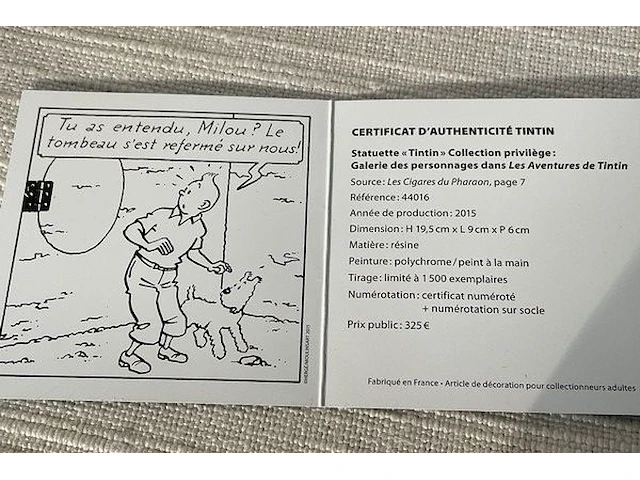 Tu as entendu, Milou ? Le
tombeau s'est refermé sur nous!
©HERGÉ/MOULINSART 2015
CERTIFICAT D'AUTHENTICITÉ TINTIN
Statuette « Tintin » Collection privilège :
Galerie des personnages dans Les Aventures de Tintin
Source : Les Cigares du Pharaon, page 7
Référence : 44016
Année de production : 2015
Dimension : H 19,5 cm x L 9 cm x P 6 cm
Matière : résine
Peinture : polychrome / peint à la main
Tirage : limité à 1 500 exemplaires
Numérotation : certificat numéroté
+ numérotation sur socle
Prix public : 325 €
Fabriqué en France • Article de décoration pour collectionneurs adultes